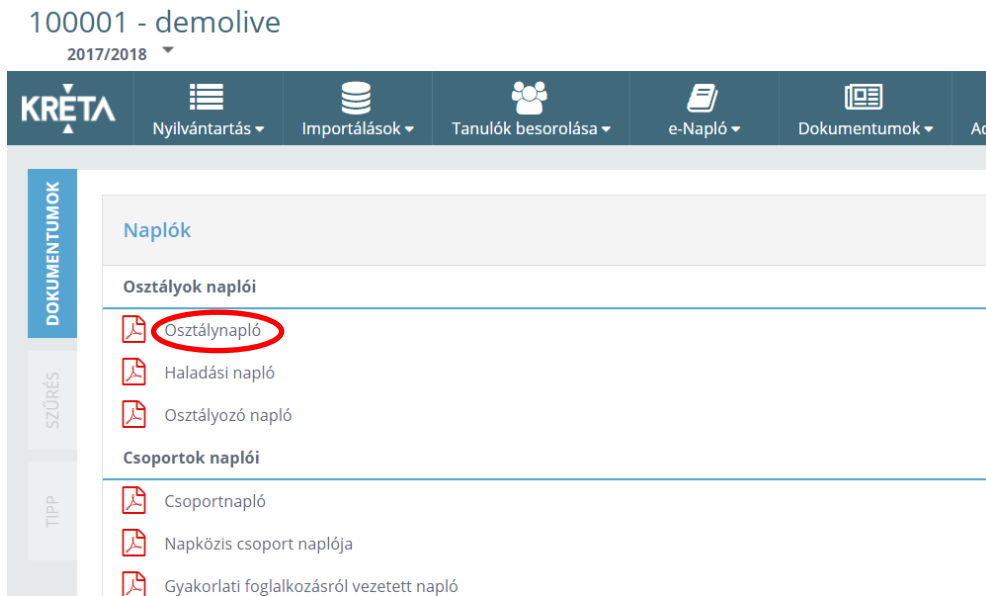 100001 - demolive
2017/2018
KRÉTA
Nyilvántartás
Importálások
Tanulók besorolása
e-Napló
Dokumentumok
DOKUMENTUMOK
SZŰRÉS
TIPP
Naplók
Osztályok naplói
Osztálynapló
Haladási napló
Osztályozó napló
Csoportok naplói
Csoportnapló
Napközis csoport naplója
Gyakorlati foglalkozásról vezetett napló